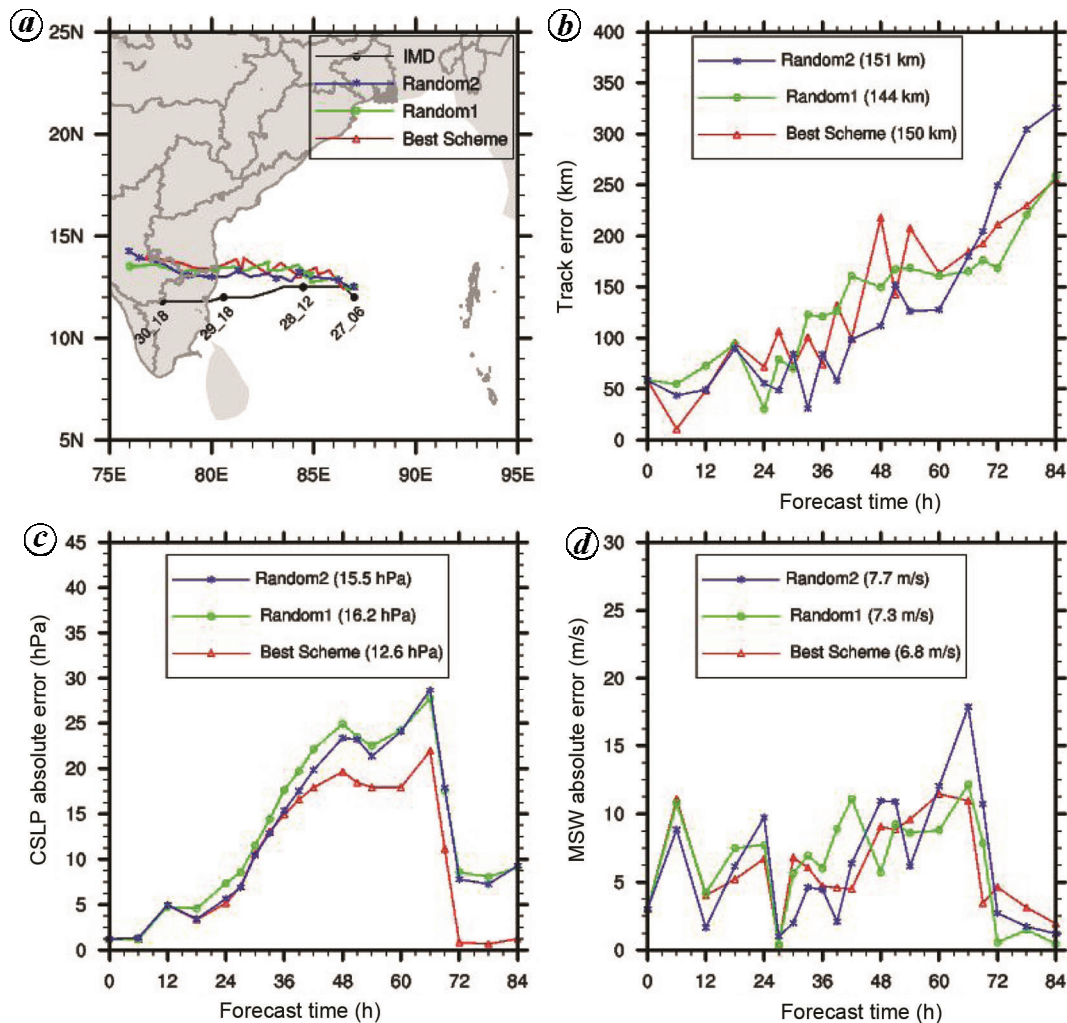 a
25N
20N
15N
10N
5N
75E 80E 85E 90E 95E
IMD
Random2
Random1
Best Scheme
30_18
29_18
28_12
27_06
b
400
350
300
250
200
150
100
50
0
Track error (km)
Random2 (151 km)
Random1 (144 km)
Best Scheme (150 km)
0 12 24 36 48 60 72 84
Forecast time (h)
c
45
40
35
30
25
20
15
10
5
0
CSLP absolute error (hPa)
Random2 (15.5 hPa)
Random1 (16.2 hPa)
Best Scheme (12.6 hPa)
0 12 24 36 48 60 72 84
Forecast time (h)
d
30
25
20
15
10
5
0
MSW absolute error (m/s)
Random2 (7.7 m/s)
Random1 (7.3 m/s)
Best Scheme (6.8 m/s)
0 12 24 36 48 60 72 84
Forecast time (h)